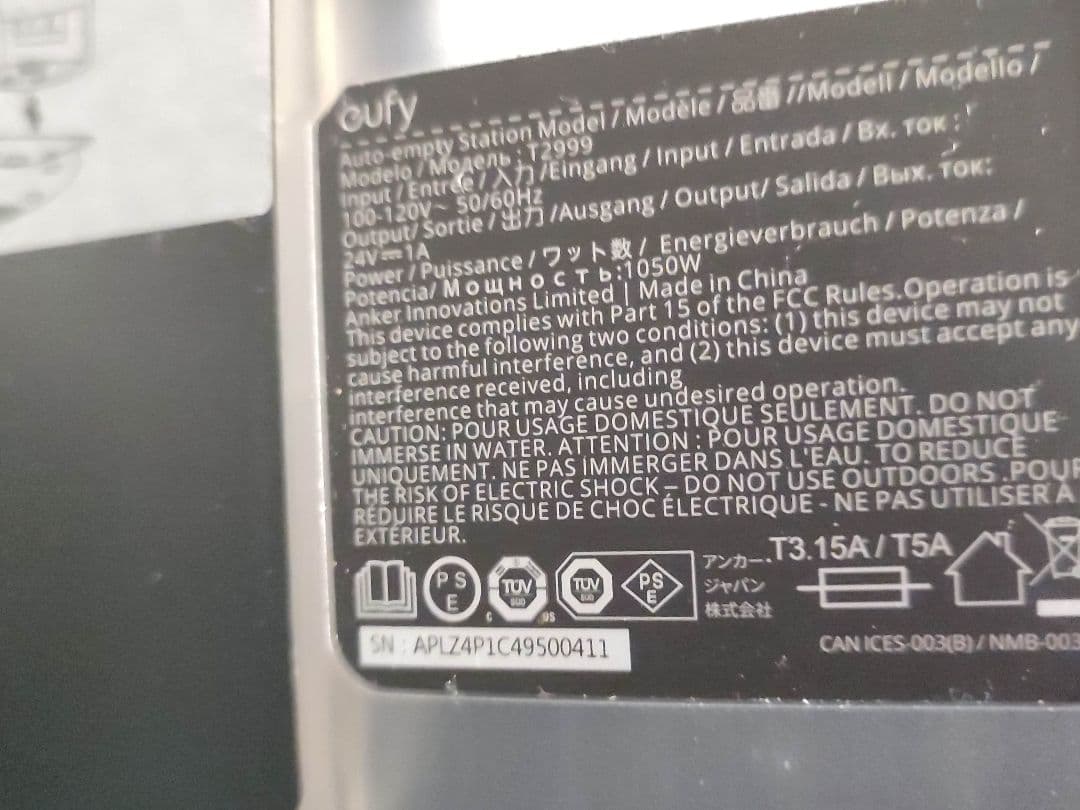 eufy
Auto-empty Station Model / Modèle / 品番 //Modell / Modello /
Modelo / Модель : T2999
Input / Entrée / 入力 /Eingang / Input / Entrada / Вх. ток :
100-120V~ 50/60Hz
Output/ Sortie / 出力 /Ausgang / Output/ Salida / Вых. Ток:
24V⎓1A
Power / Puissance / ワット数 / Energieverbrauch / Potenza /
Potencia/ Мощность:1050W
Anker Innovations Limited | Made in China
This device complies with Part 15 of the FCC Rules.Operation is
subject to the following two conditions: (1) this device may not
cause harmful interference, and (2) this device must accept any
interference received, including
interference that may cause undesired operation.
CAUTION: POUR USAGE DOMESTIQUE SEULEMENT. DO NOT
IMMERSE IN WATER. ATTENTION : POUR USAGE DOMESTIQUE
UNIQUEMENT. NE PAS IMMERGER DANS L'EAU. TO REDUCE
THE RISK OF ELECTRIC SHOCK – DO NOT USE OUTDOORS .POUR
RÉDUIRE LE RISQUE DE CHOC ÉLECTRIQUE - NE PAS UTILISER À
EXTÉRIEUR.
PS
E
TÜV
SÜD
C US
TÜV
SÜD
PS
E
アンカー・
ジャパン
株式会社
T3.15A / T5A
SN : APLZ4P1C49500411
CAN ICES-003(B) / NMB-003